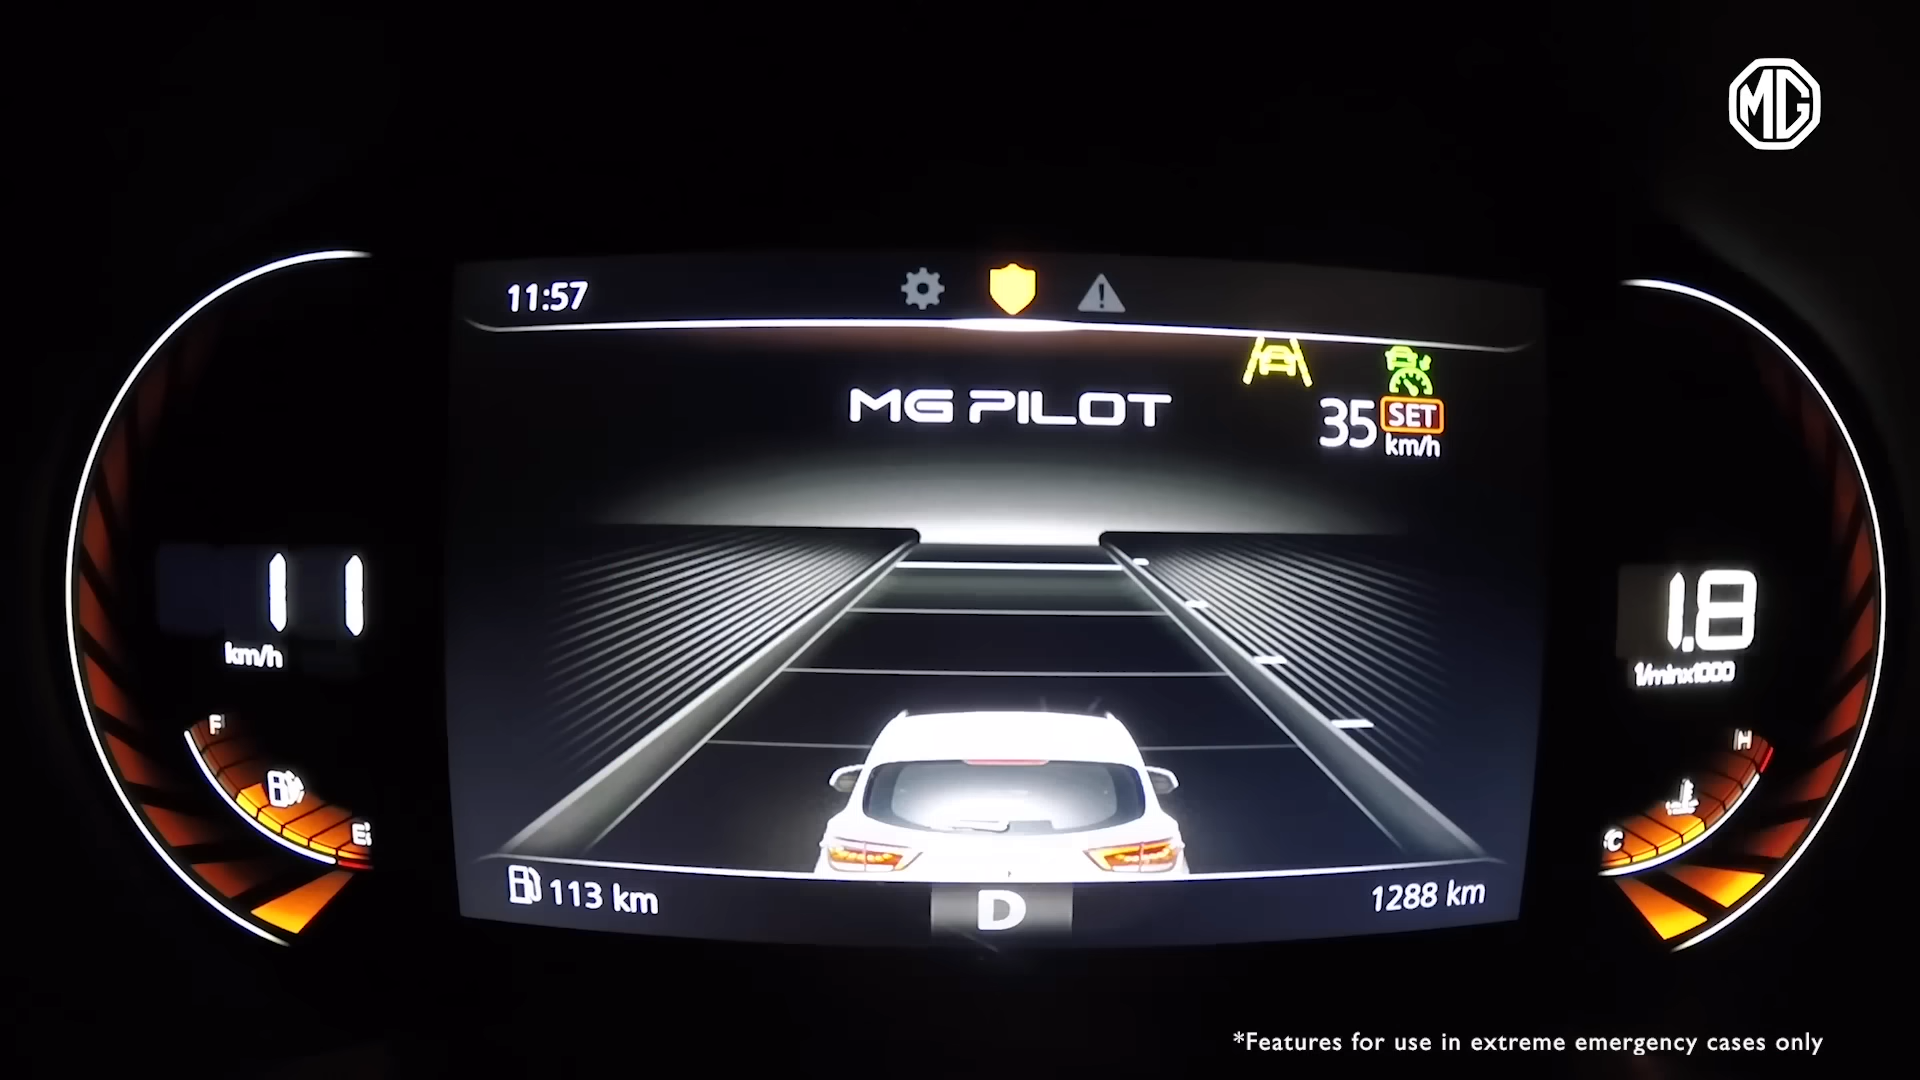 MG
11:57
MG PILOT
35 SET
km/h
11
km/h
1.8
1/minx1000
F
E
H
C
113 km
D
1288 km
*Features for use in extreme emergency cases only